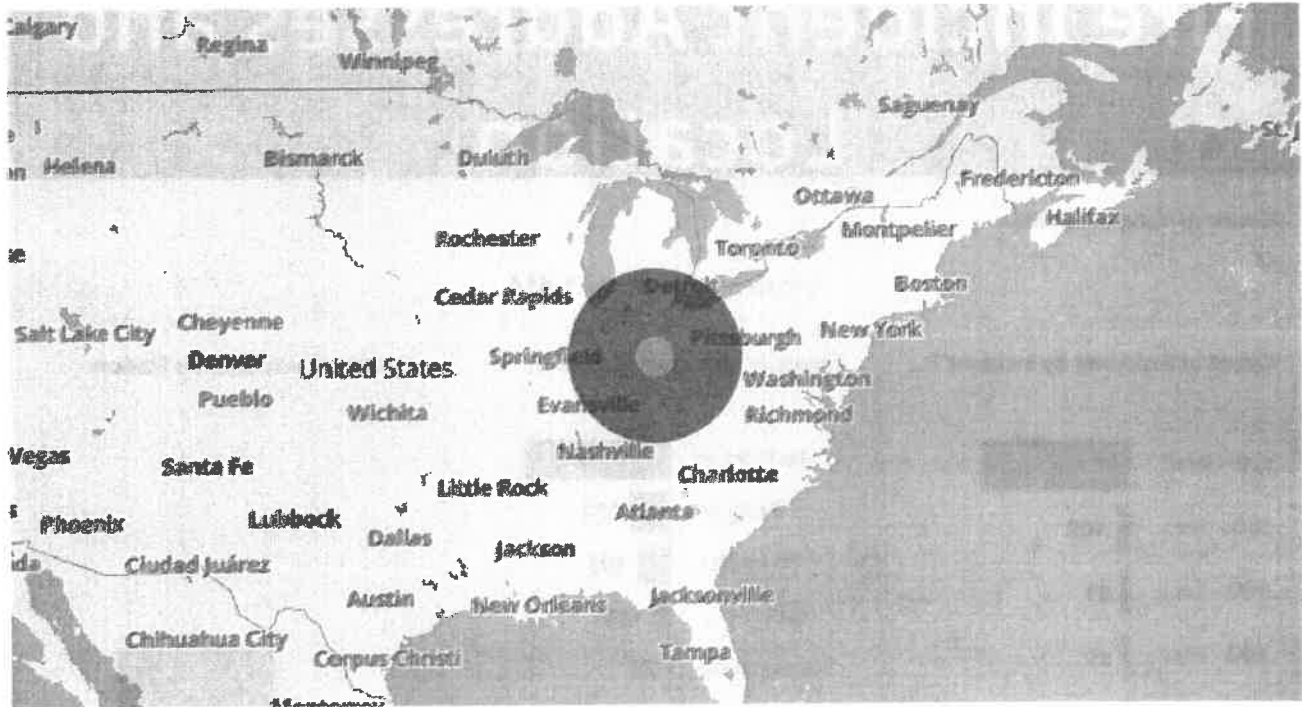 Calgary
Regina
Winnipeg
Saguenay
Helena
Bismarck
Duluth
Fredericton
Ottawa
Halifax
Montpelier
Rochester
Toronto
Detroit
Boston
Cedar Rapids
Salt Lake City
Cheyenne
Pittsburgh
New York
Denver
United States
Springfield
Washington
Pueblo
Wichita
Evansville
Richmond
Nashville
Vegas
Santa Fe
Little Rock
Charlotte
Phoenix
Lubbock
Dallas
Atlanta
Jackson
Ciudad Juárez
Austin
New Orleans
Jacksonville
Chihuahua City
Corpus Christi
Tampa